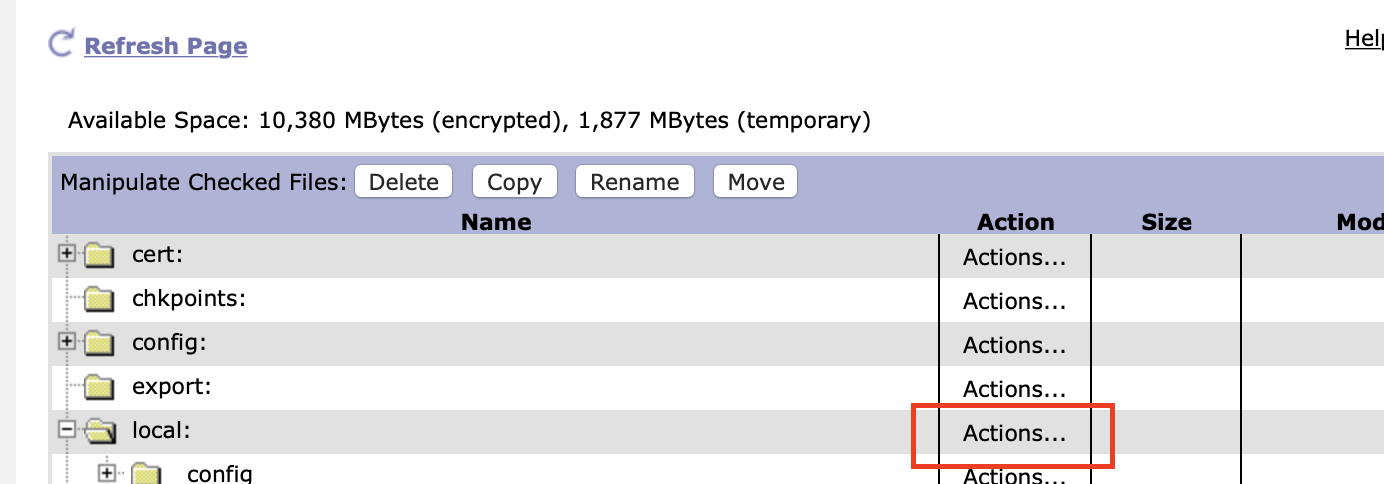 Refresh Page
Help
Available Space: 10,380 MBytes (encrypted), 1,877 MBytes (temporary)
Manipulate Checked Files: Delete Copy Rename Move
Name Action Size Mod
cert: Actions...
chkpoints: Actions...
config: Actions...
export: Actions...
local: Actions...
config Actions...